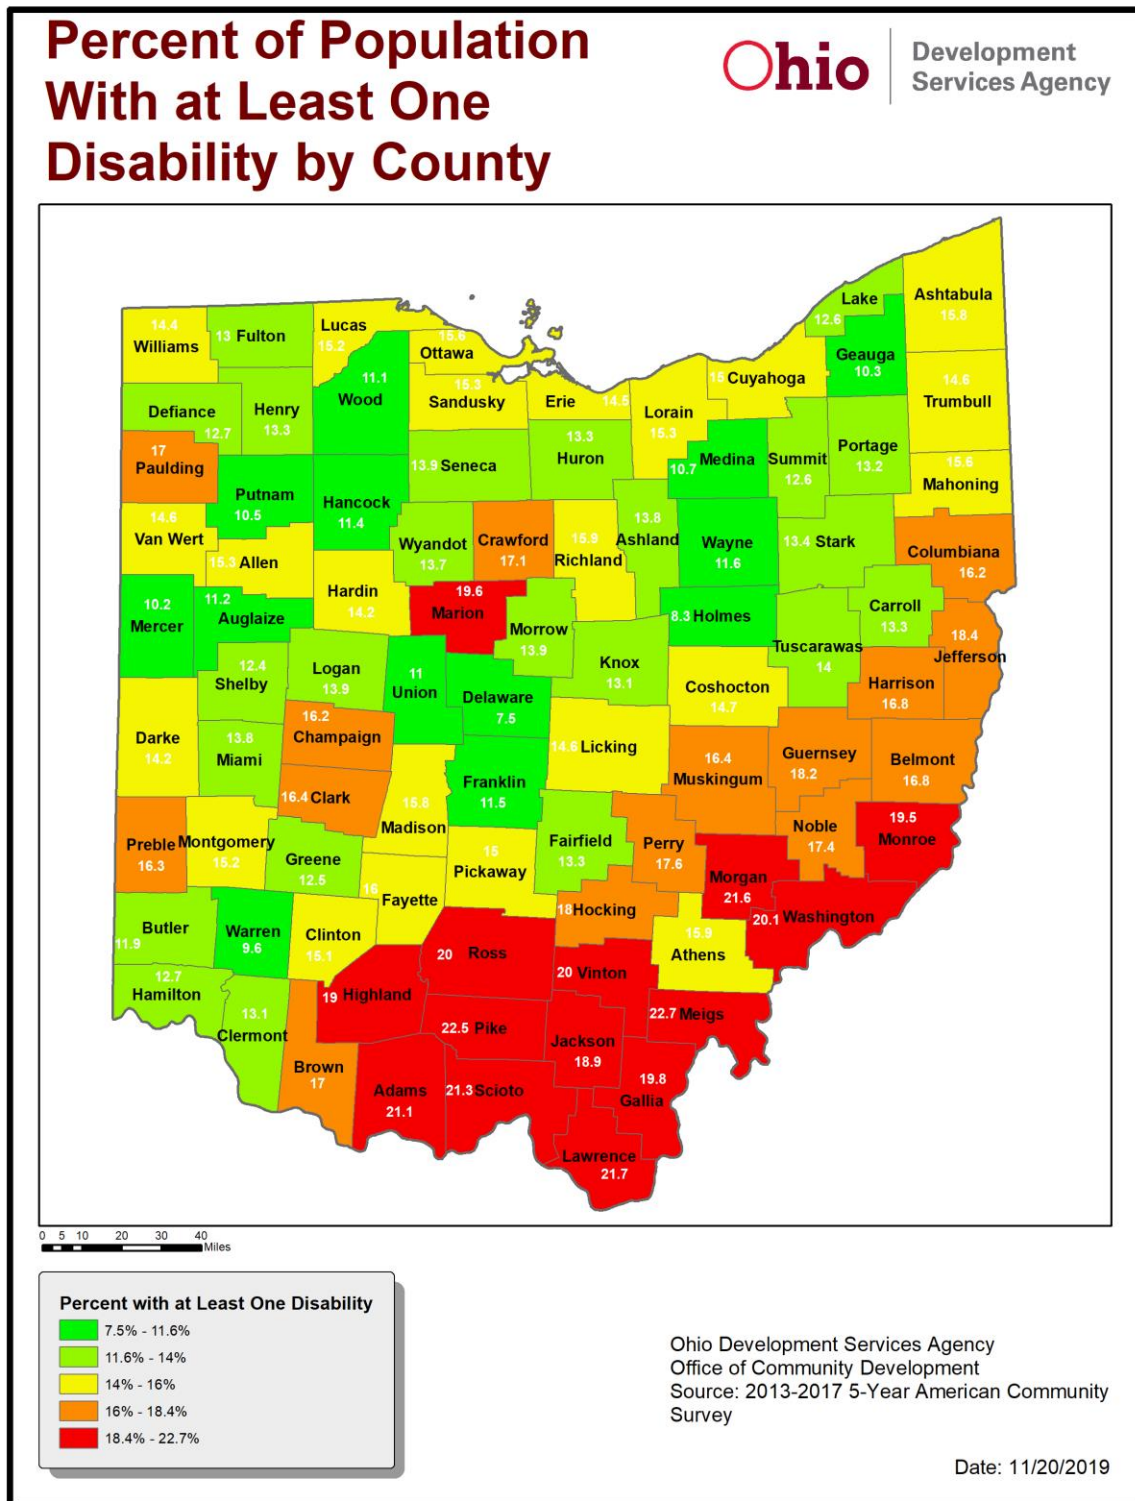 Percent of Population
With at Least One
Disability by County
Ohio
Development
Services Agency
Ashtabula
15.8
Lake
12.6
Geauga
10.3
14.4
Williams
13 Fulton
Lucas
15.2
15.6
Ottawa
11.1
Wood
15.3
Sandusky
Erie 14.5
Lorain
15.3
15 Cuyahoga
14.6
Trumbull
Defiance
12.7
Henry
13.3
17
Paulding
Putnam
10.5
Hancock
11.4
13.9 Seneca
13.3
Huron
10.7 Medina
Summit
12.6
Portage
13.2
15.6
Mahoning
14.6
Van Wert
15.3 Allen
Wyandot
13.7
Crawford
17.1
15.9
Richland
13.8
Ashland
Wayne
11.6
13.4 Stark
Columbiana
16.2
10.2
Mercer
11.2
Auglaize
Hardin
14.2
19.6
Marion
Morrow
13.9
8.3 Holmes
Carroll
13.3
Tuscarawas
14
18.4
Jefferson
12.4
Shelby
Logan
13.9
11
Union
Delaware
7.5
Knox
13.1
Coshocton
14.7
Harrison
16.8
Darke
14.2
13.8
Miami
16.2
Champaign
16.4 Clark
Franklin
11.5
14.6 Licking
16.4
Muskingum
Guernsey
18.2
Belmont
16.8
Preble
16.3
Montgomery
15.2
Greene
12.5
15.8
Madison
15
Pickaway
Fairfield
13.3
Perry
17.6
Noble
17.4
19.5
Monroe
Morgan
21.6
20.1 Washington
Butler
11.9
Warren
9.6
Clinton
15.1
16
Fayette
18 Hocking
15.9
Athens
12.7
Hamilton
13.1
Clermont
19 Highland
20 Ross
20 Vinton
22.7 Meigs
Brown
17
22.5 Pike
Jackson
18.9
19.8
Gallia
Adams
21.1
21.3 Scioto
Lawrence
21.7
0 5 10 20 30 40
Miles
Percent with at Least One Disability
7.5% - 11.6%
11.6% - 14%
14% - 16%
16% - 18.4%
18.4% - 22.7%
Ohio Development Services Agency
Office of Community Development
Source: 2013-2017 5-Year American Community
Survey
Date: 11/20/2019